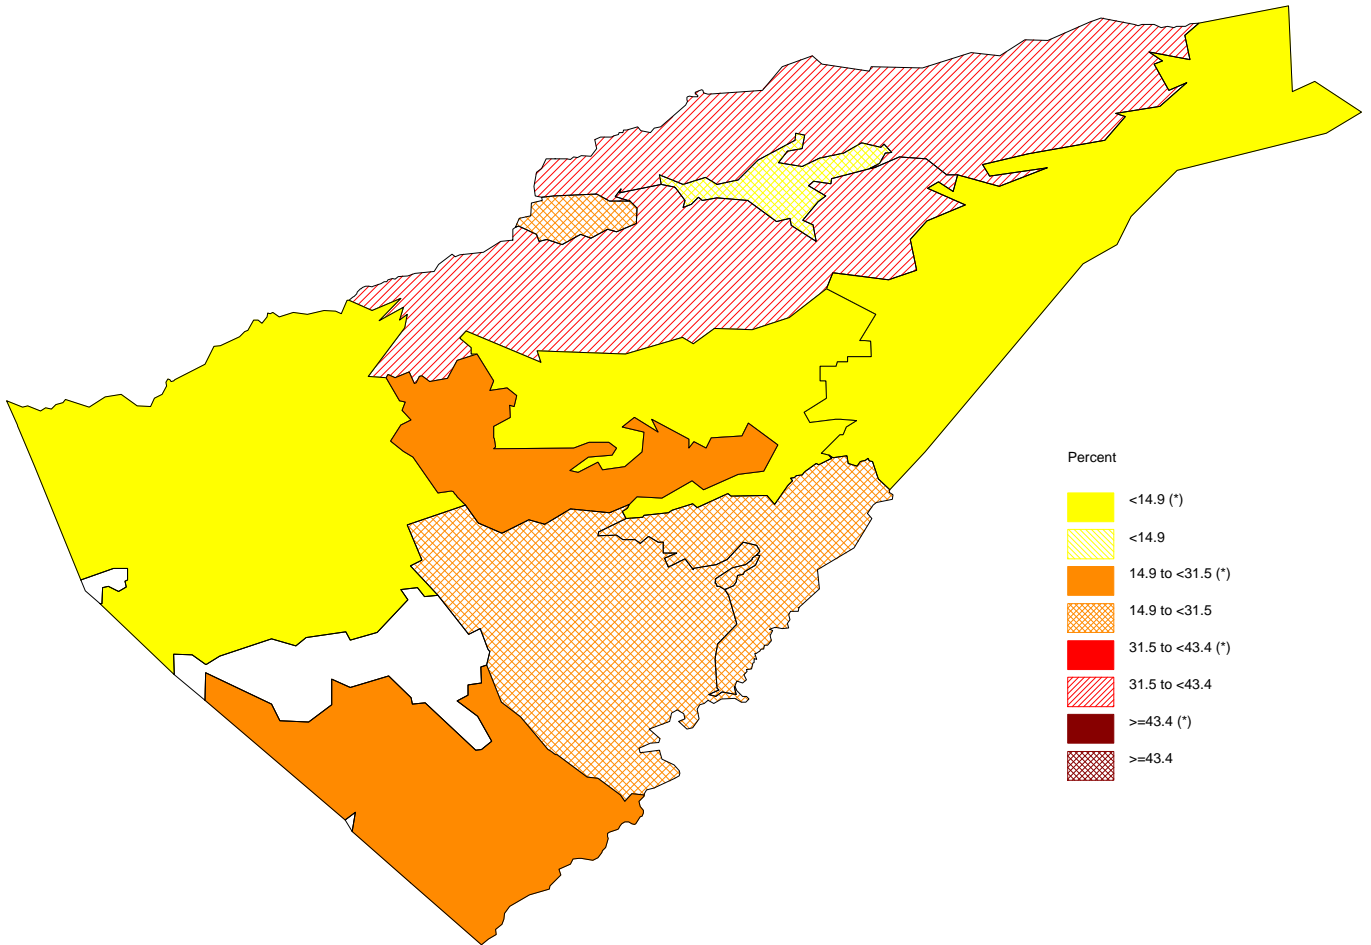 Percent
<14.9 (*)
<14.9
14.9 to <31.5 (*)
14.9 to <31.5
31.5 to <43.4 (*)
31.5 to <43.4
>=43.4 (*)
>=43.4